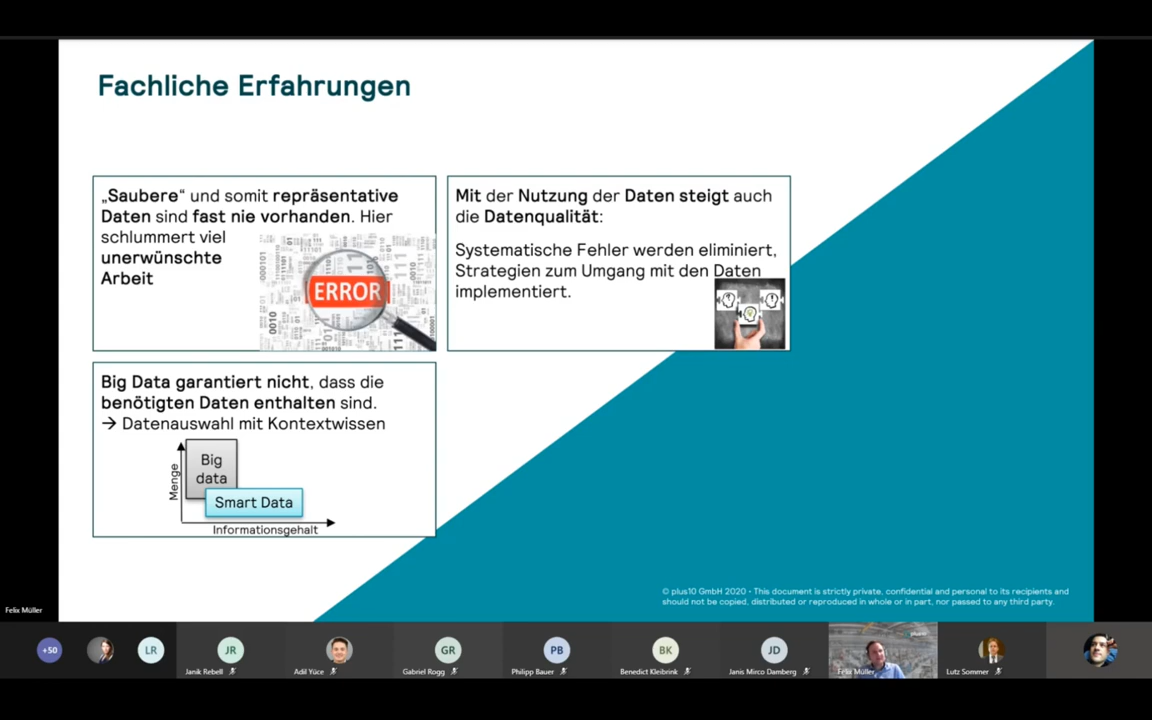 Fachliche Erfahrungen
„Saubere“ und somit repräsentative
Daten sind fast nie vorhanden. Hier
schlummert viel
unerwünschte
Arbeit
ERROR
Mit der Nutzung der Daten steigt auch
die Datenqualität:
Systematische Fehler werden eliminiert,
Strategien zum Umgang mit den Daten
implementiert.
Big Data garantiert nicht, dass die
benötigten Daten enthalten sind.
→ Datenauswahl mit Kontextwissen
Menge
Big
data
Smart Data
Informationsgehalt
© plus10 GmbH 2020 • This document is strictly private, confidential and personal to its recipients and
should not be copied, distributed or reproduced in whole or in part, nor passed to any third party.
Felix Müller
+50
LR
JR
Janik Rebell
Adil Yüce
GR
Gabriel Rogg
PB
Philipp Bauer
BK
Benedict Kleibrink
JD
Janis Mirco Damberg
Felix Müller
Lutz Sommer